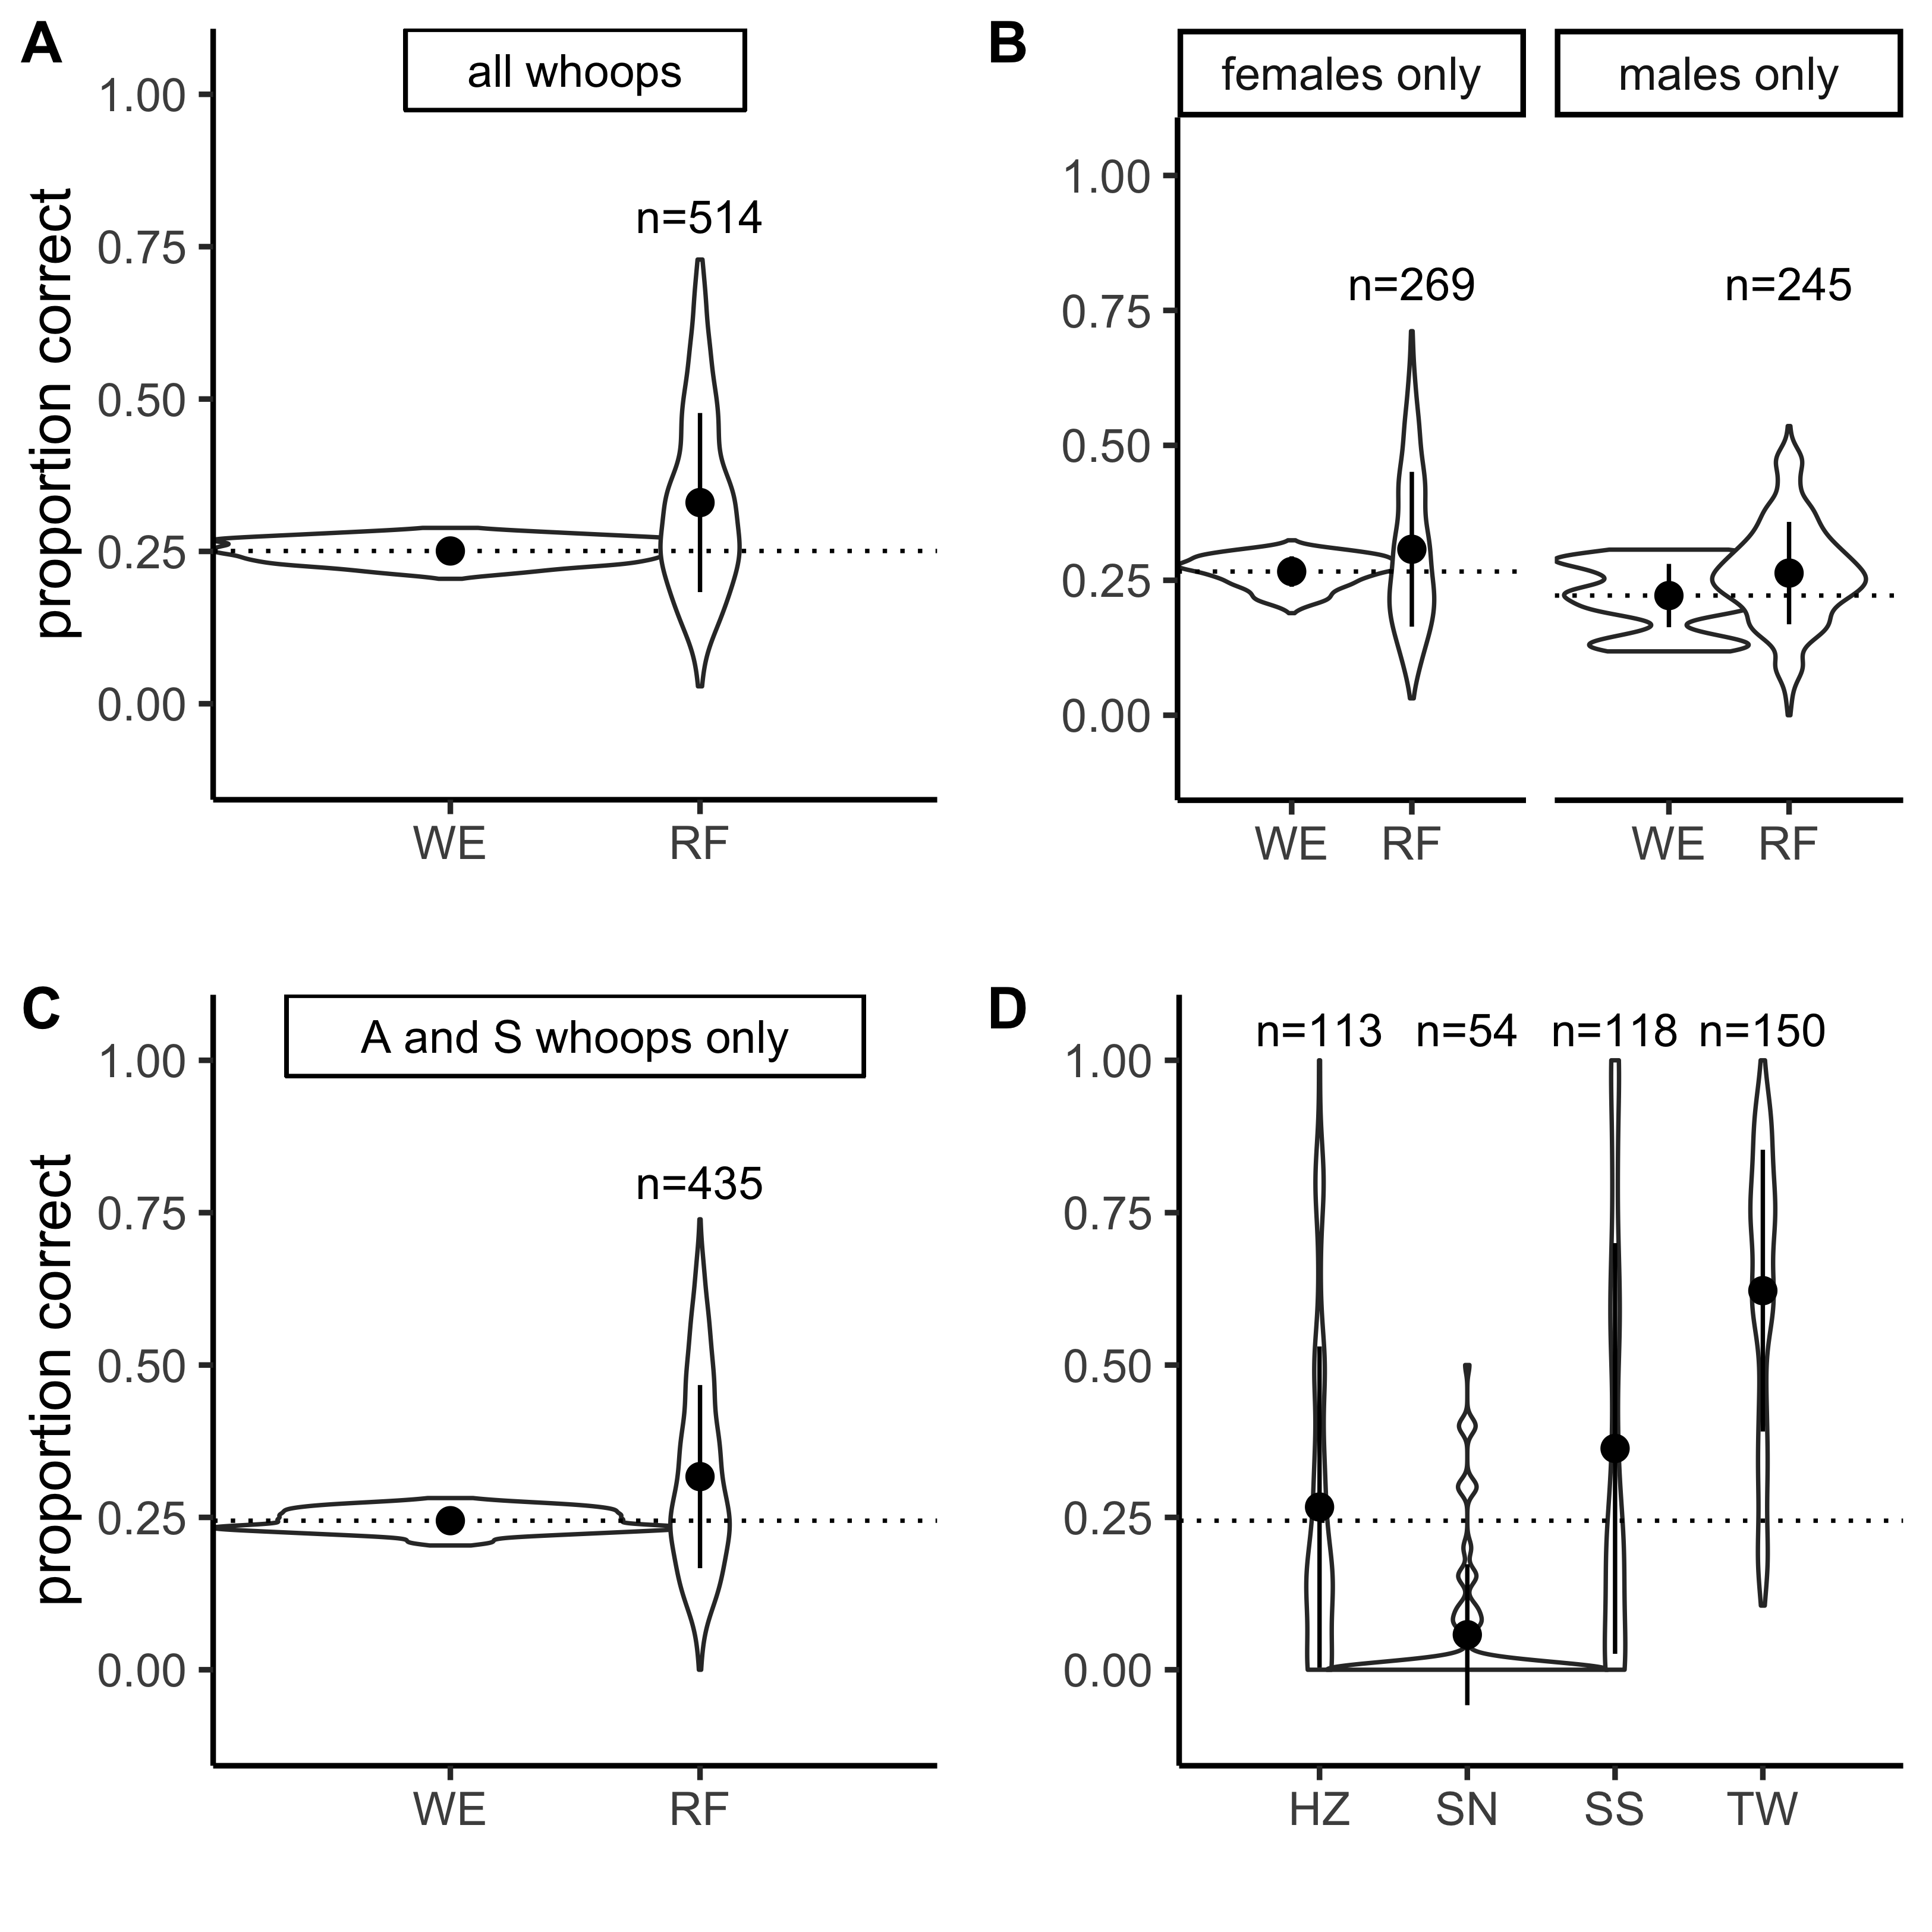 A
all whoops
proportion correct
1.00
0.75
0.50
0.25
0.00
n=514
WE RF
B
females only
males only
1.00
0.75
0.50
0.25
0.00
n=269
n=245
WE RF
WE RF
C
A and S whoops only
proportion correct
1.00
0.75
0.50
0.25
0.00
n=435
WE RF
D
n=113 n=54 n=118 n=150
1.00
0.75
0.50
0.25
0.00
HZ SN SS TW